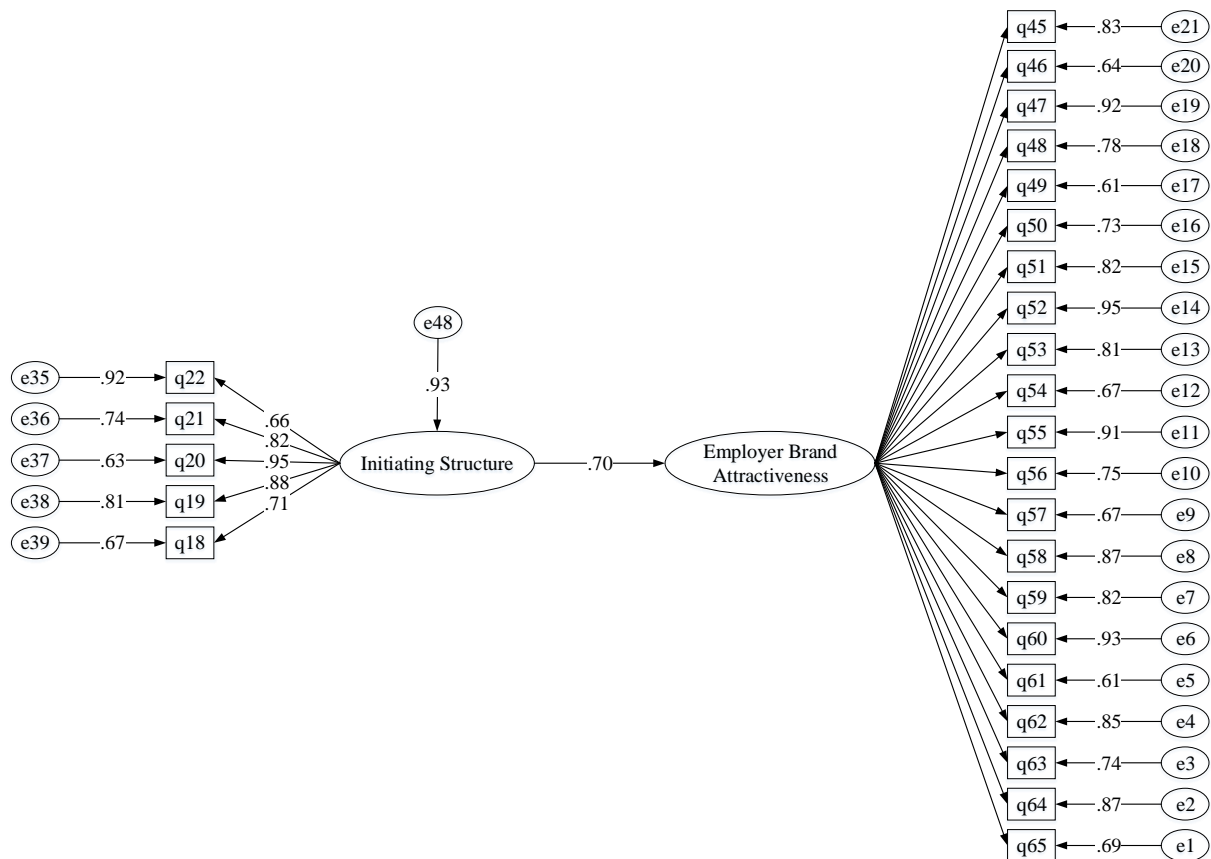 q45 .83 e21
q46 .64 e20
q47 .92 e19
q48 .78 e18
q49 .61 e17
q50 .73 e16
q51 .82 e15
q52 .95 e14
e48
q53 .81 e13
e35 .92 q22
.93
q54 .67 e12
e36 .74 q21
.66
q55 .91 e11
.82
e37 .63 q20
.95
Initiating Structure
.70
Employer Brand
Attractiveness
q56 .75 e10
.88
e38 .81 q19
.71
q57 .67 e9
e39 .67 q18
q58 .87 e8
q59 .82 e7
q60 .93 e6
q61 .61 e5
q62 .85 e4
q63 .74 e3
q64 .87 e2
q65 .69 e1